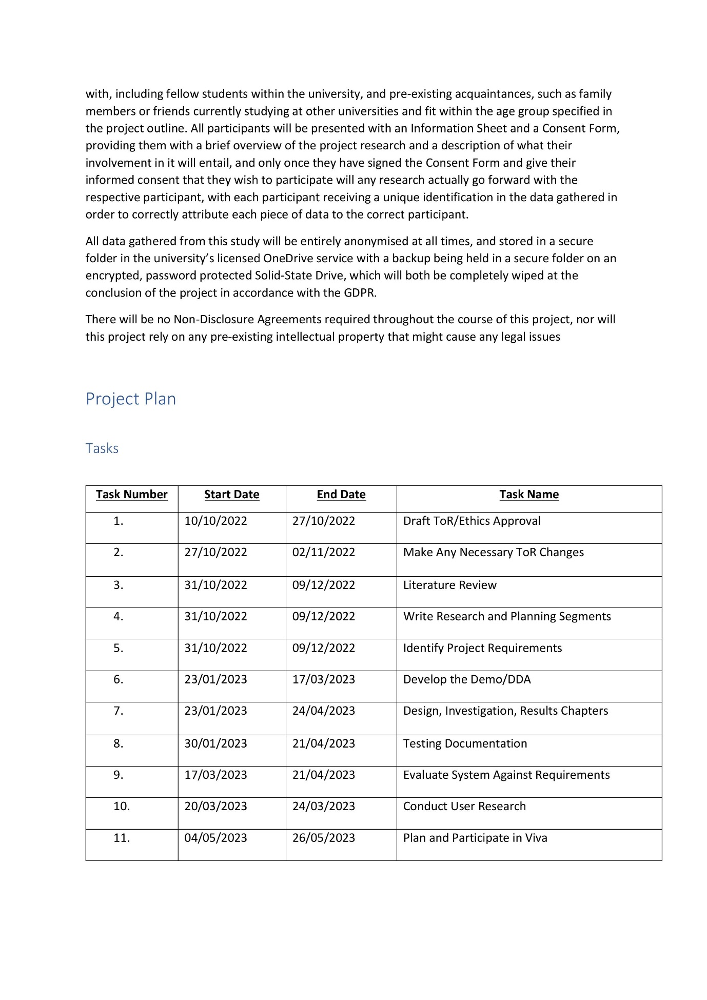 with, including fellow students within the university, and pre-existing acquaintances, such as family
members or friends currently studying at other universities and fit within the age group specified in
the project outline. All participants will be presented with an Information Sheet and a Consent Form,
providing them with a brief overview of the project research and a description of what their
involvement in it will entail, and only once they have signed the Consent Form and give their
informed consent that they wish to participate will any research actually go forward with the
respective participant, with each participant receiving a unique identification in the data gathered in
order to correctly attribute each piece of data to the correct participant.
All data gathered from this study will be entirely anonymised at all times, and stored in a secure
folder in the university’s licensed OneDrive service with a backup being held in a secure folder on an
encrypted, password protected Solid-State Drive, which will both be completely wiped at the
conclusion of the project in accordance with the GDPR.
There will be no Non-Disclosure Agreements required throughout the course of this project, nor will
this project rely on any pre-existing intellectual property that might cause any legal issues
Project Plan
Tasks
Task Number Start Date End Date Task Name
1. 10/10/2022 27/10/2022 Draft ToR/Ethics Approval
2. 27/10/2022 02/11/2022 Make Any Necessary ToR Changes
3. 31/10/2022 09/12/2022 Literature Review
4. 31/10/2022 09/12/2022 Write Research and Planning Segments
5. 31/10/2022 09/12/2022 Identify Project Requirements
6. 23/01/2023 17/03/2023 Develop the Demo/DDA
7. 23/01/2023 24/04/2023 Design, Investigation, Results Chapters
8. 30/01/2023 21/04/2023 Testing Documentation
9. 17/03/2023 21/04/2023 Evaluate System Against Requirements
10. 20/03/2023 24/03/2023 Conduct User Research
11. 04/05/2023 26/05/2023 Plan and Participate in Viva